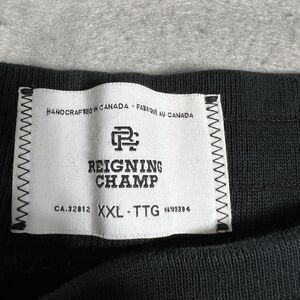 HANDCRAFTED IN CANADA · FABRIQUÉ AU CANADA
RC
REIGNING
CHAMP
CA.32812 XXL - TTG